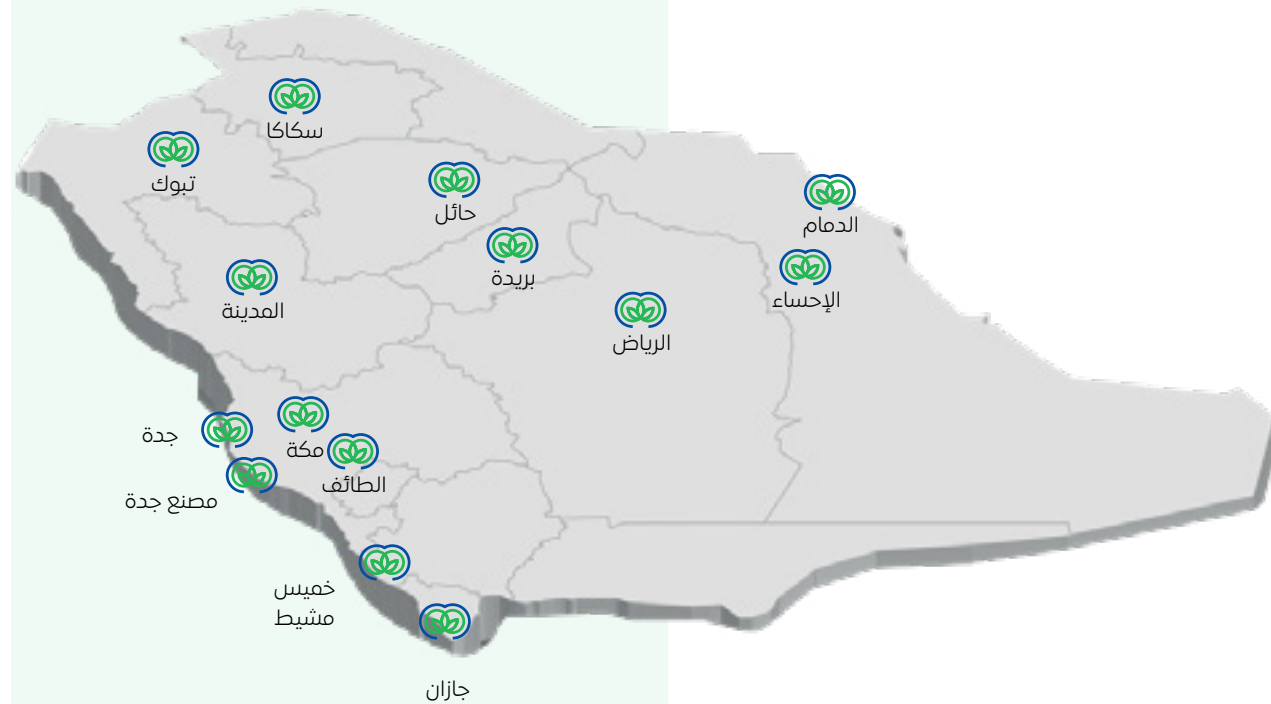 سكاكا
تبوك
حائل
الدمام
بريدة
الإحساء
المدينة
الرياض
جدة
مكة
الطائف
مصنع جدة
خميس
مشيط
جازان